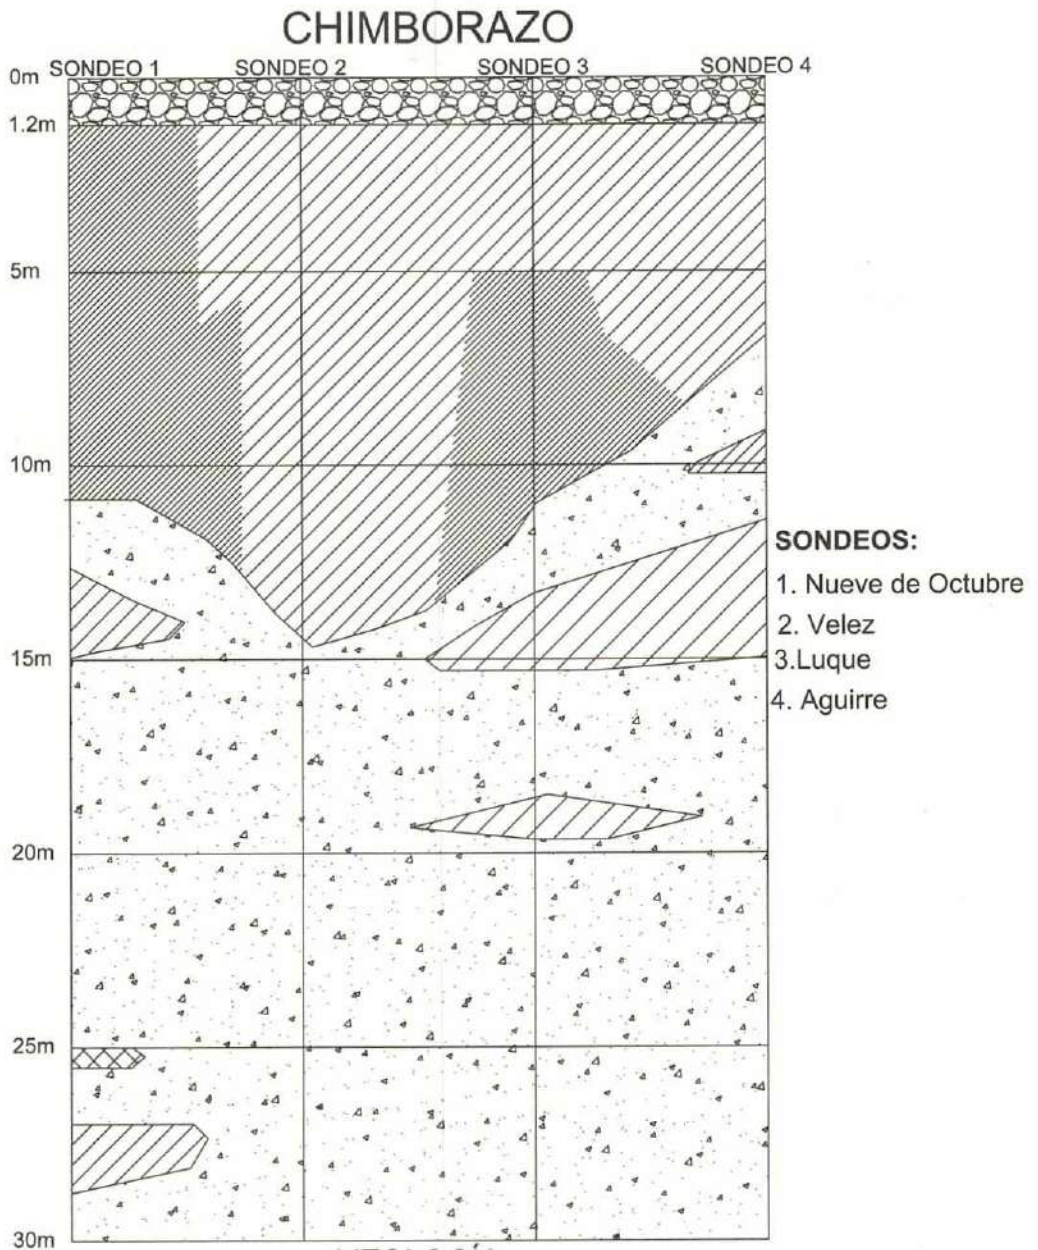 CHIMBORAZO
SONDEO 1 SONDEO 2 SONDEO 3 SONDEO 4
0m
1.2m
5m
10m
15m
20m
25m
30m
SONDEOS:
1. Nueve de Octubre
2. Velez
3.Luque
4. Aguirre